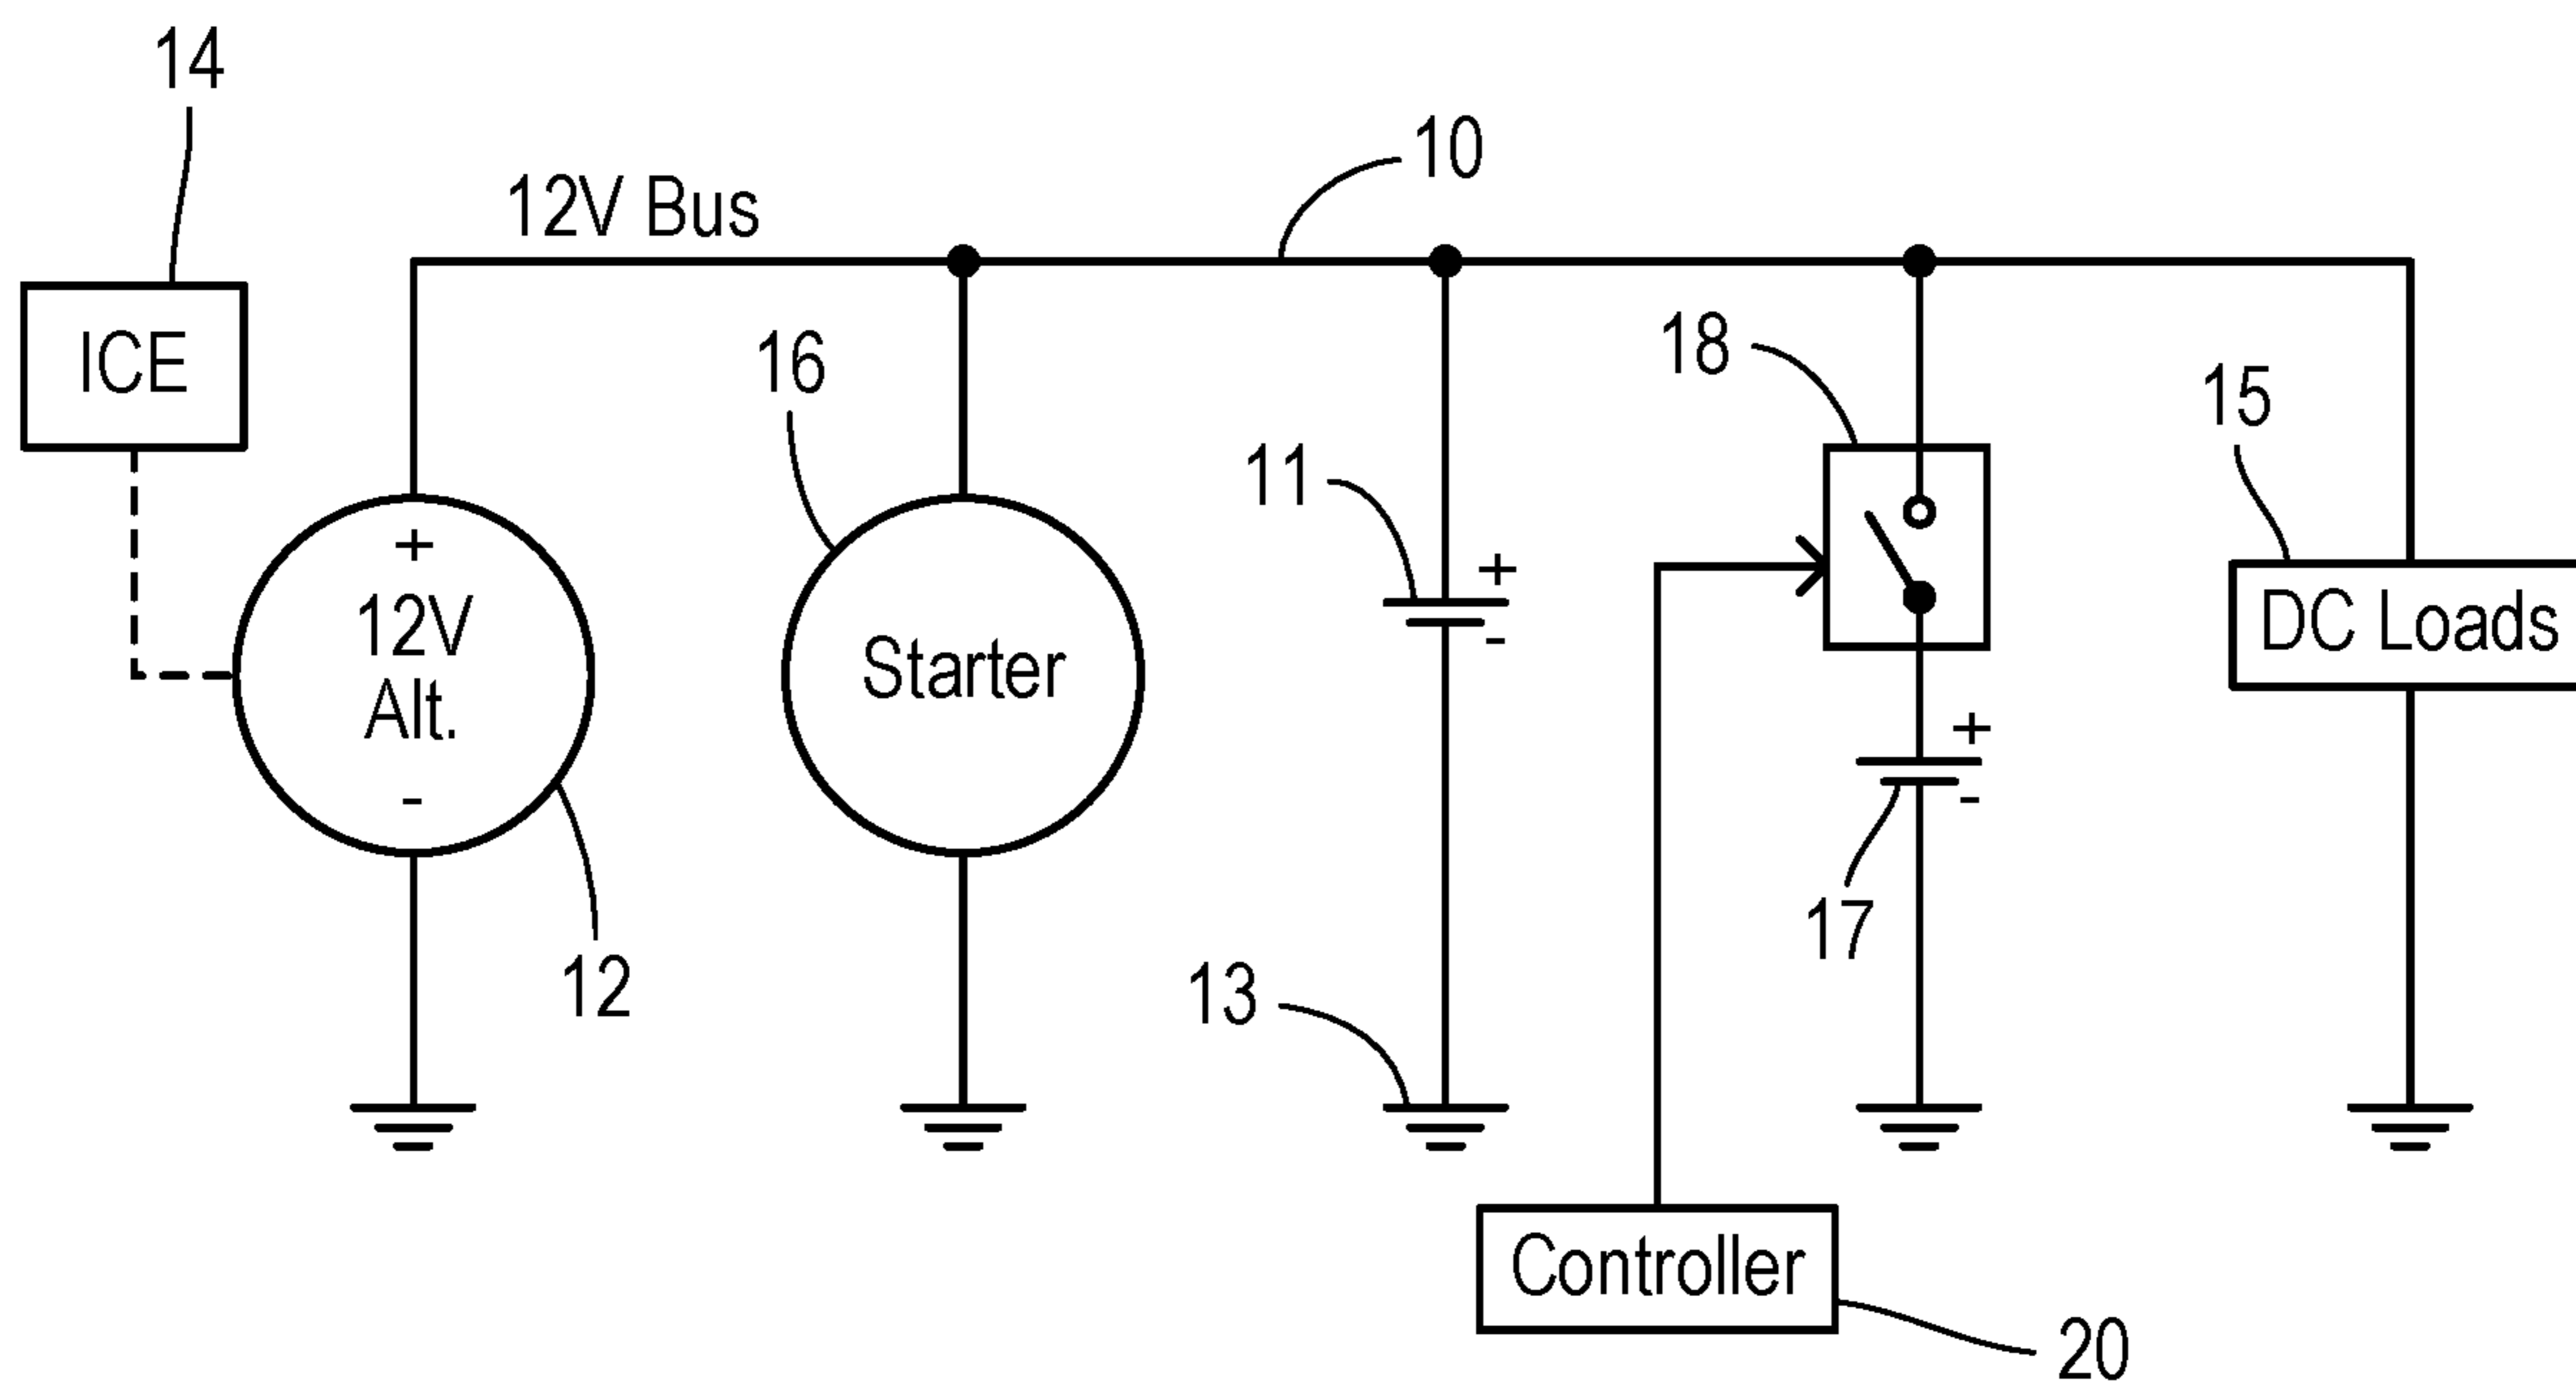 14
10
12V Bus
18
ICE
16
15
11
+
+
12V
DC Loads
Starter
-
Alt.
+
-
-
17
12
13
Controller
20